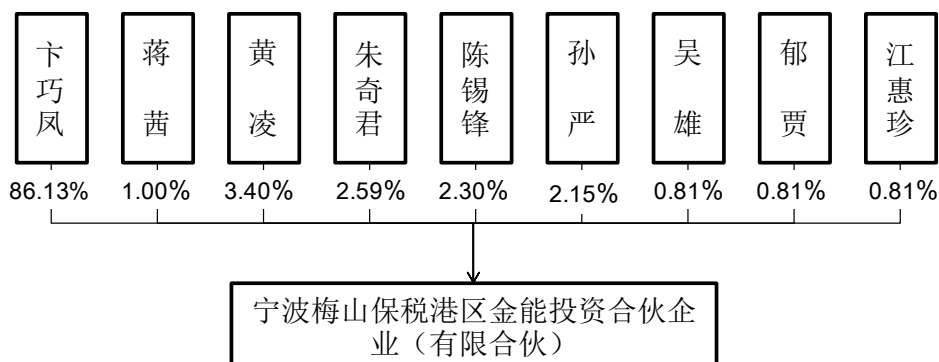 卞巧凤
蒋茜
黄凌
朱奇君
陈锡锋
孙严
吴雄
郁贾
江惠珍
86.13%
1.00%
3.40%
2.59%
2.30%
2.15%
0.81%
0.81%
0.81%
宁波梅山保税港区金能投资合伙企
业（有限合伙）